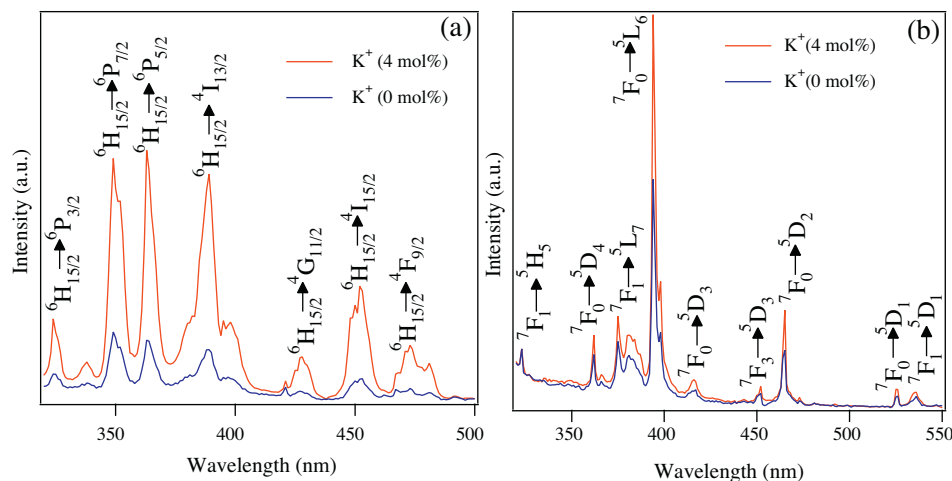 (a)
K⁺ (4 mol%)
K⁺ (0 mol%)
⁶H₁₅/₂→⁶P₃/₂
⁶H₁₅/₂→⁶P₇/₂
⁶H₁₅/₂→⁶P₅/₂
⁶H₁₅/₂→⁴I₁₃/₂
⁶H₁₅/₂→⁴G₁₁/₂
⁶H₁₅/₂→⁴I₁₅/₂
⁶H₁₅/₂→⁴F₉/₂
Intensity (a.u.)
350 400 450 500
Wavelength (nm)
(b)
K⁺ (4 mol%)
K⁺ (0 mol%)
⁷F₁→⁵H₅
⁷F₀→⁵D₄
⁷F₁→⁵L₇
⁷F₀→⁵L₆
⁷F₀→⁵D₃
⁷F₃→⁵D₃
⁷F₀→⁵D₂
⁷F₀→⁵D₁
⁷F₁→⁵D₁
Intensity (a.u.)
350 400 450 500 550
Wavelength (nm)